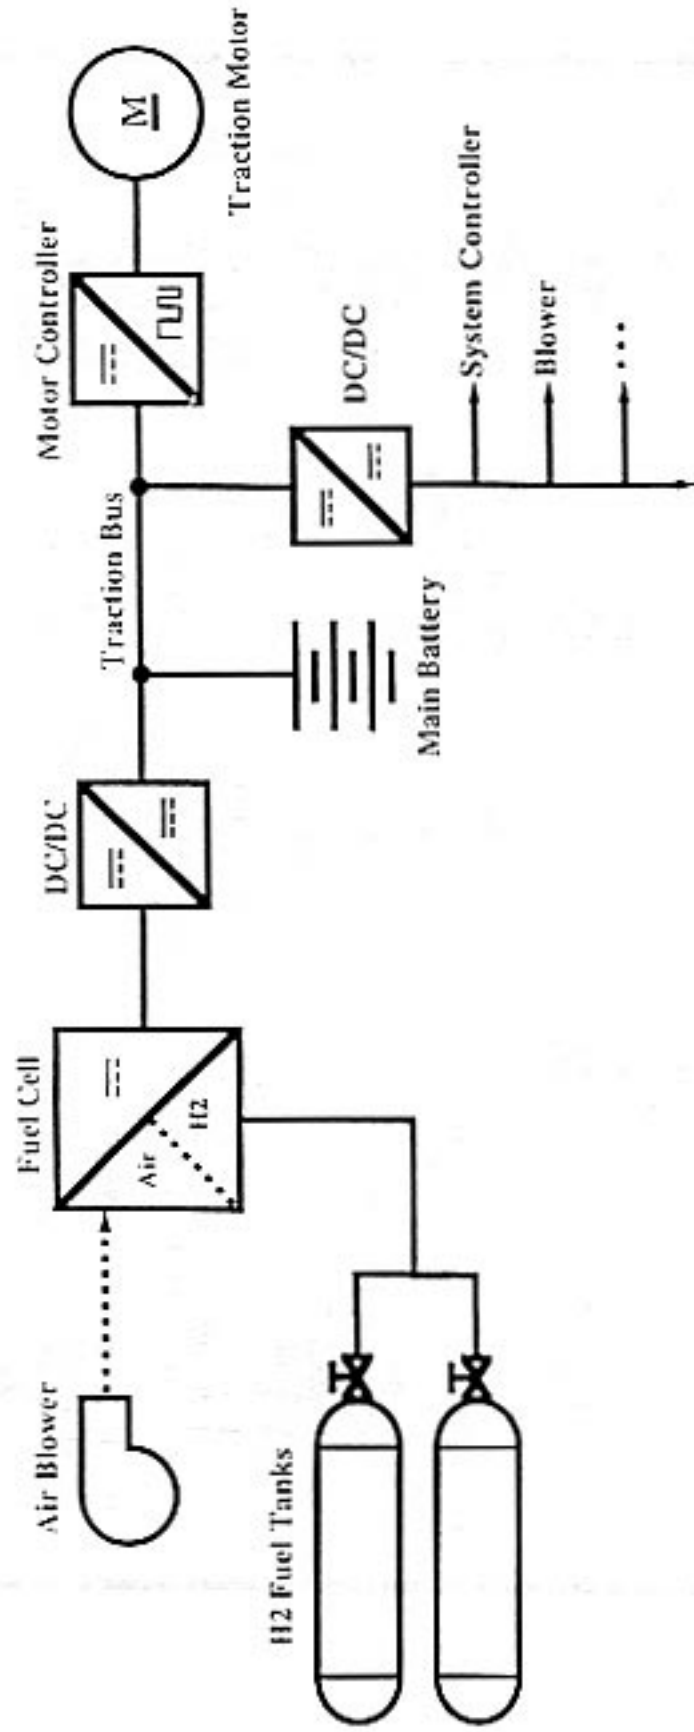 Air Blower
Fuel Cell
Air
H2
H2 Fuel Tanks
DC/DC
Traction Bus
Main Battery
Motor Controller
DC/DC
System Controller
Blower
...
M
Traction Motor